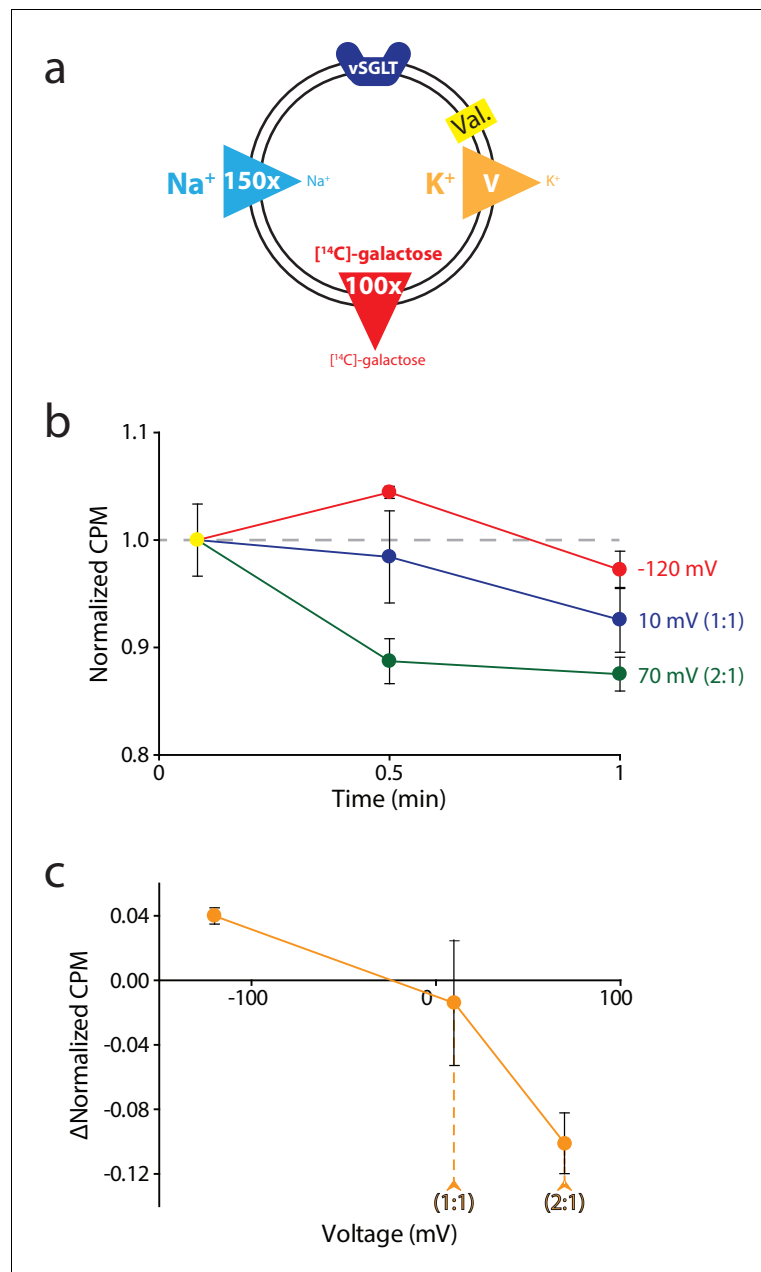 a
vSGLT
Val.
Na⁺ 150x Na⁺
K⁺ V K⁺
[¹⁴C]-galactose
100x
[¹⁴C]-galactose
b
1.1
1.0
0.9
0.8
Normalized CPM
-120 mV
10 mV (1:1)
70 mV (2:1)
0 0.5 1
Time (min)
c
0.04
0.00
-0.04
-0.08
-0.12
ΔNormalized CPM
-100 0 100
(1:1) (2:1)
Voltage (mV)